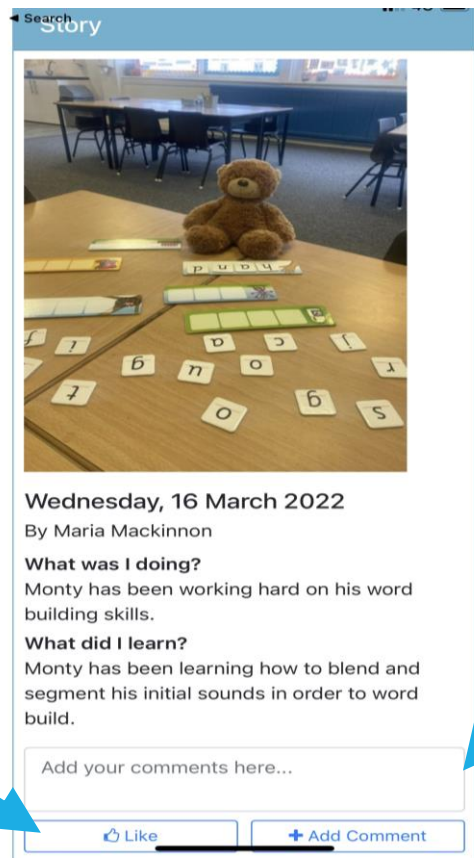 Search
Story
hand
Wednesday, 16 March 2022
By Maria Mackinnon
What was I doing?
Monty has been working hard on his word
building skills.
What did I learn?
Monty has been learning how to blend and
segment his initial sounds in order to word
build.
Add your comments here...
Like
Add Comment